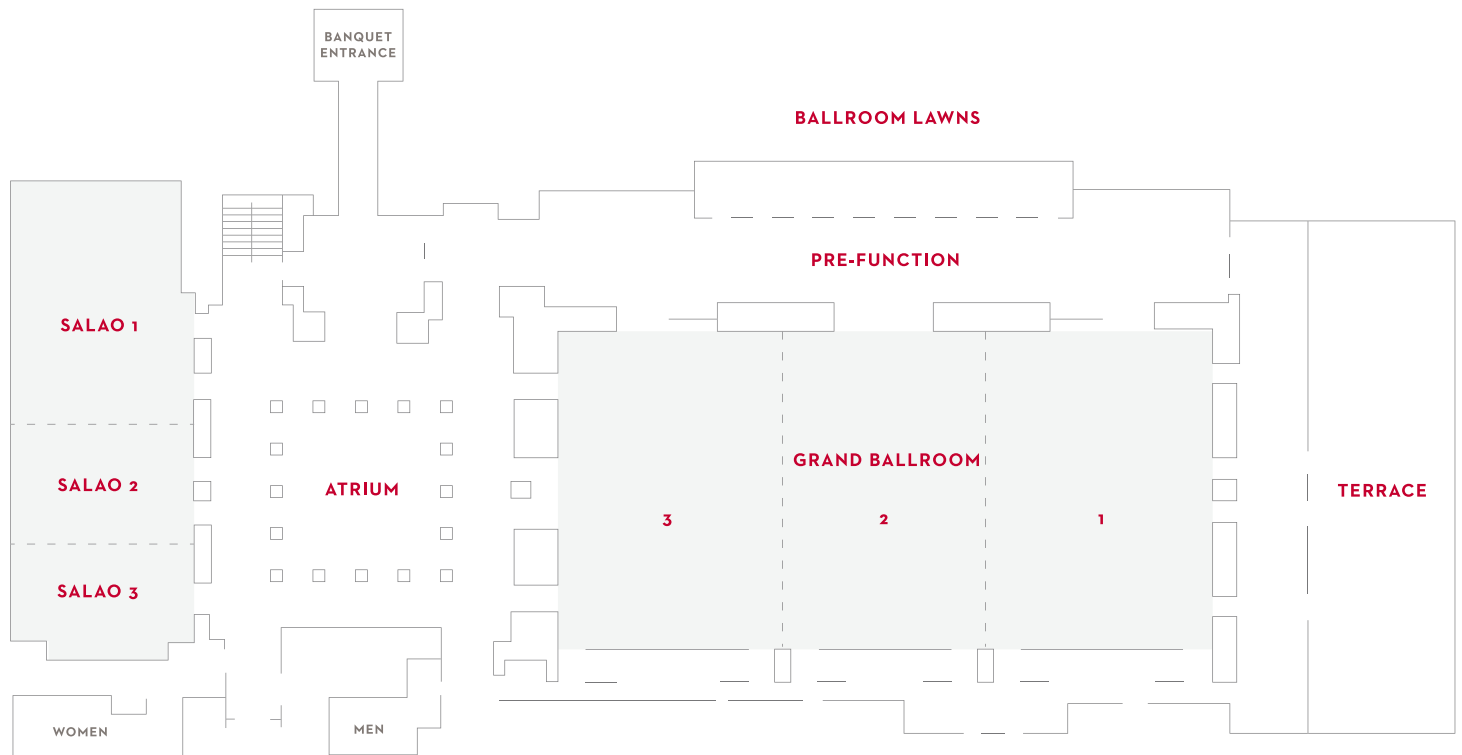 BANQUET
ENTRANCE
BALLROOM LAWNS
PRE-FUNCTION
SALAO 1
GRAND BALLROOM
SALAO 2
ATRIUM
TERRACE
3
2
1
SALAO 3
WOMEN
MEN